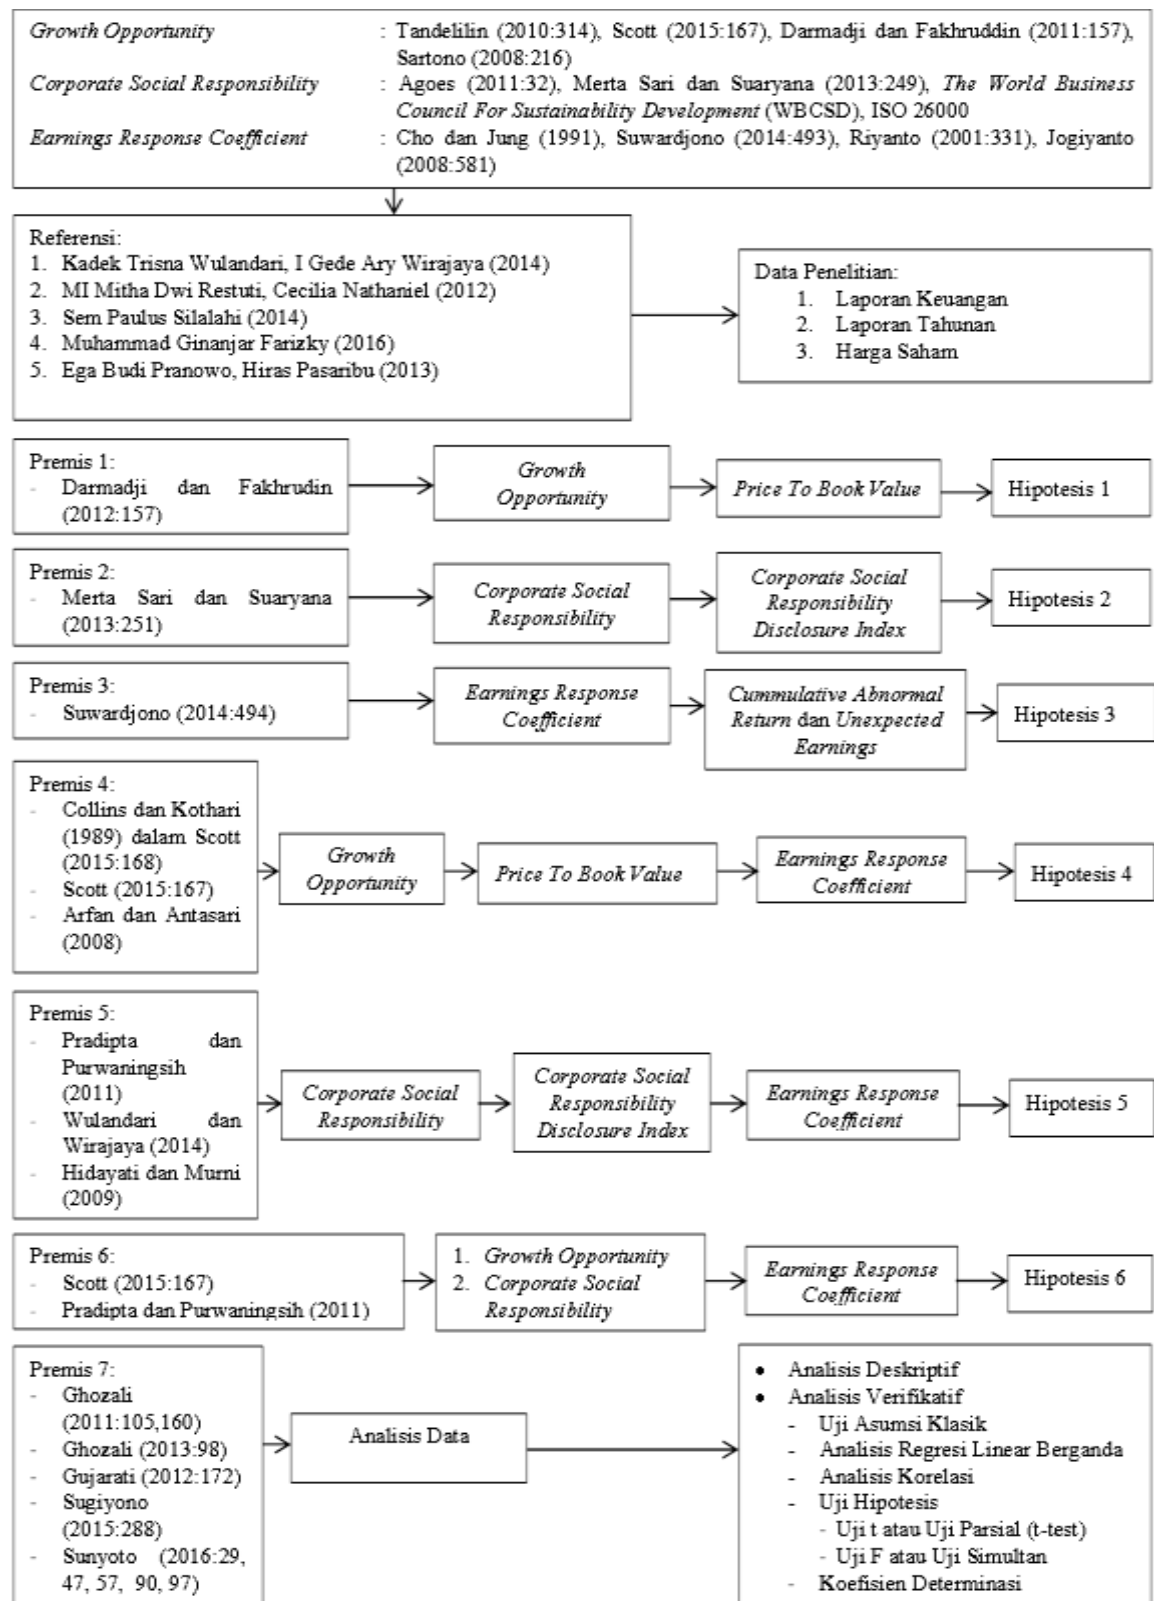 Growth Opportunity : Tandelilin (2010:314), Scott (2015:167), Darmadji dan Fakhruddin (2011:157),
Sartono (2008:216)
Corporate Social Responsibility : Agoes (2011:32), Merta Sari dan Suaryana (2013:249), The World Business
Council For Sustainability Development (WBCSD), ISO 26000
Earnings Response Coefficient : Cho dan Jung (1991), Suwardjono (2014:493), Riyanto (2001:331), Jogiyanto
(2008:581)
Referensi:
1. Kadek Trisna Wulandari, I Gede Ary Wirajaya (2014)
2. MI Mitha Dwi Restuti, Cecilia Nathaniel (2012)
3. Sem Paulus Silalahi (2014)
4. Muhammad Ginanjar Farizky (2016)
5. Ega Budi Pranowo, Hiras Pasaribu (2013)
Data Penelitian:
1. Laporan Keuangan
2. Laporan Tahunan
3. Harga Saham
Premis 1:
- Darmadji dan Fakhrudin
(2012:157)
Growth
Opportunity
Price To Book Value
Hipotesis 1
Premis 2:
- Merta Sari dan Suaryana
(2013:251)
Corporate Social
Responsibility
Corporate Social
Responsibility
Disclosure Index
Hipotesis 2
Premis 3:
- Suwardjono (2014:494)
Earnings Response
Coefficient
Cummulative Abnormal
Return dan Unexpected
Earnings
Hipotesis 3
Premis 4:
- Collins dan Kothari
(1989) dalam Scott
(2015:168)
- Scott (2015:167)
- Arfan dan Antasari
(2008)
Growth
Opportunity
Price To Book Value
Earnings Response
Coefficient
Hipotesis 4
Premis 5:
- Pradipta dan
Purwaningsih
(2011)
- Wulandari dan
Wirajaya (2014)
- Hidayati dan Murni
(2009)
Corporate Social
Responsibility
Corporate Social
Responsibility
Disclosure Index
Earnings Response
Coefficient
Hipotesis 5
Premis 6:
- Scott (2015:167)
- Pradipta dan Purwaningsih (2011)
1. Growth Opportunity
2. Corporate Social
Responsibility
Earnings Response
Coefficient
Hipotesis 6
Premis 7:
- Ghozali
(2011:105,160)
- Ghozali (2013:98)
- Gujarati (2012:172)
- Sugiyono
(2015:288)
- Sunyoto (2016:29,
47, 57, 90, 97)
Analisis Data
• Analisis Deskriptif
• Analisis Verifikatif
- Uji Asumsi Klasik
- Analisis Regresi Linear Berganda
- Analisis Korelasi
- Uji Hipotesis
- Uji t atau Uji Parsial (t-test)
- Uji F atau Uji Simultan
- Koefisien Determinasi